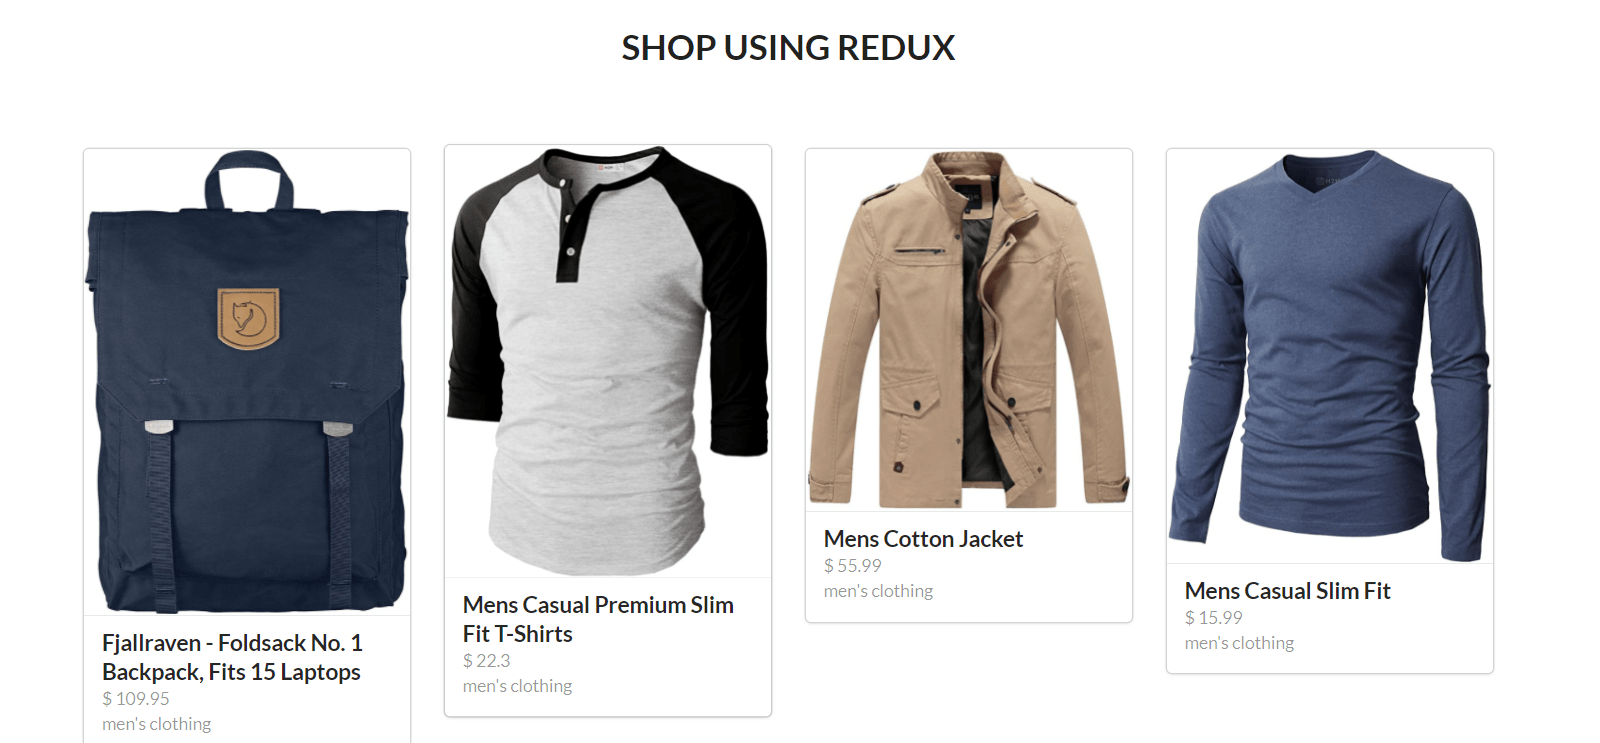 SHOP USING REDUX
Fjallraven - Foldsack No. 1
Backpack, Fits 15 Laptops
$ 109.95
men's clothing
Mens Casual Premium Slim
Fit T-Shirts
$ 22.3
men's clothing
Mens Cotton Jacket
$ 55.99
men's clothing
Mens Casual Slim Fit
$ 15.99
men's clothing